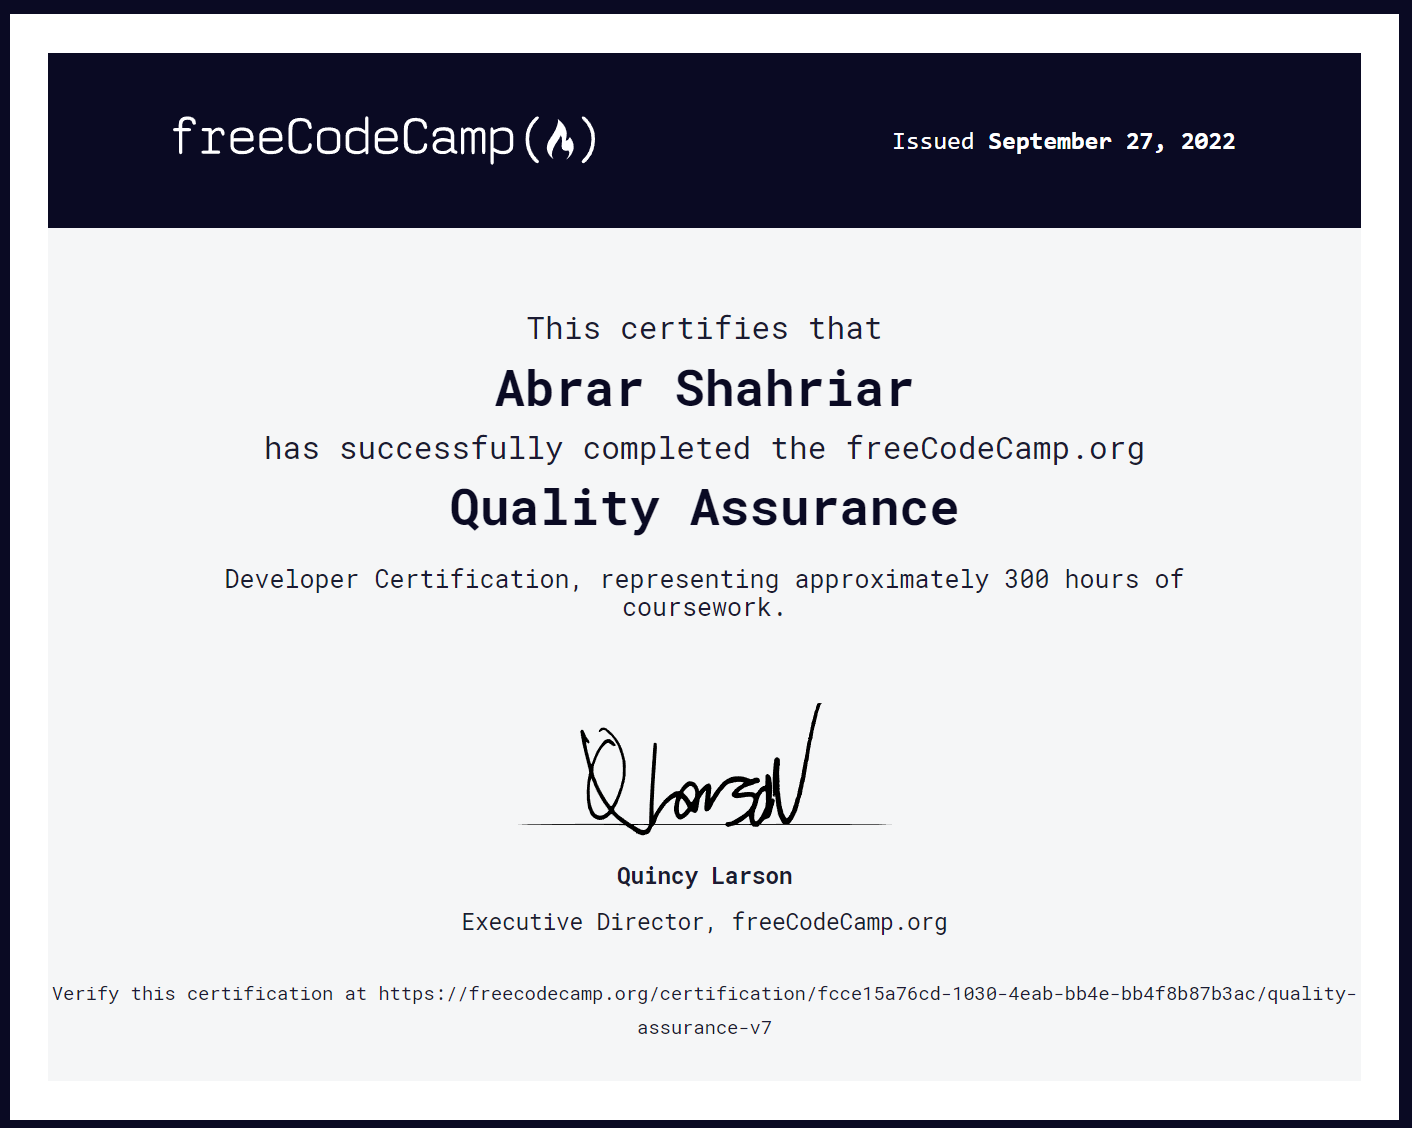 freeCodeCamp
Issued September 27, 2022
This certifies that
Abrar Shahriar
has successfully completed the freeCodeCamp.org
Quality Assurance
Developer Certification, representing approximately 300 hours of
coursework.
Q Larson
Quincy Larson
Executive Director, freeCodeCamp.org
Verify this certification at https://freecodecamp.org/certification/fcce15a76cd-1030-4eab-bb4e-bb4f8b87b3ac/quality-
assurance-v7